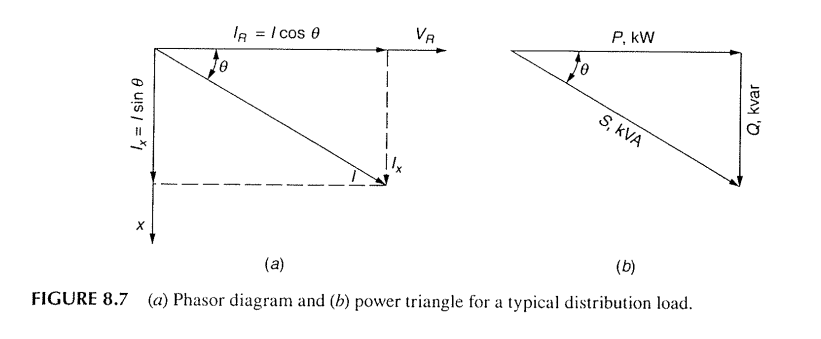 I_R = I cos θ
V_R
θ
I_x = I sin θ
I
I_x
x
(a)
P, kW
θ
S, kVA
Q, kvar
(b)
FIGURE 8.7 (a) Phasor diagram and (b) power triangle for a typical distribution load.